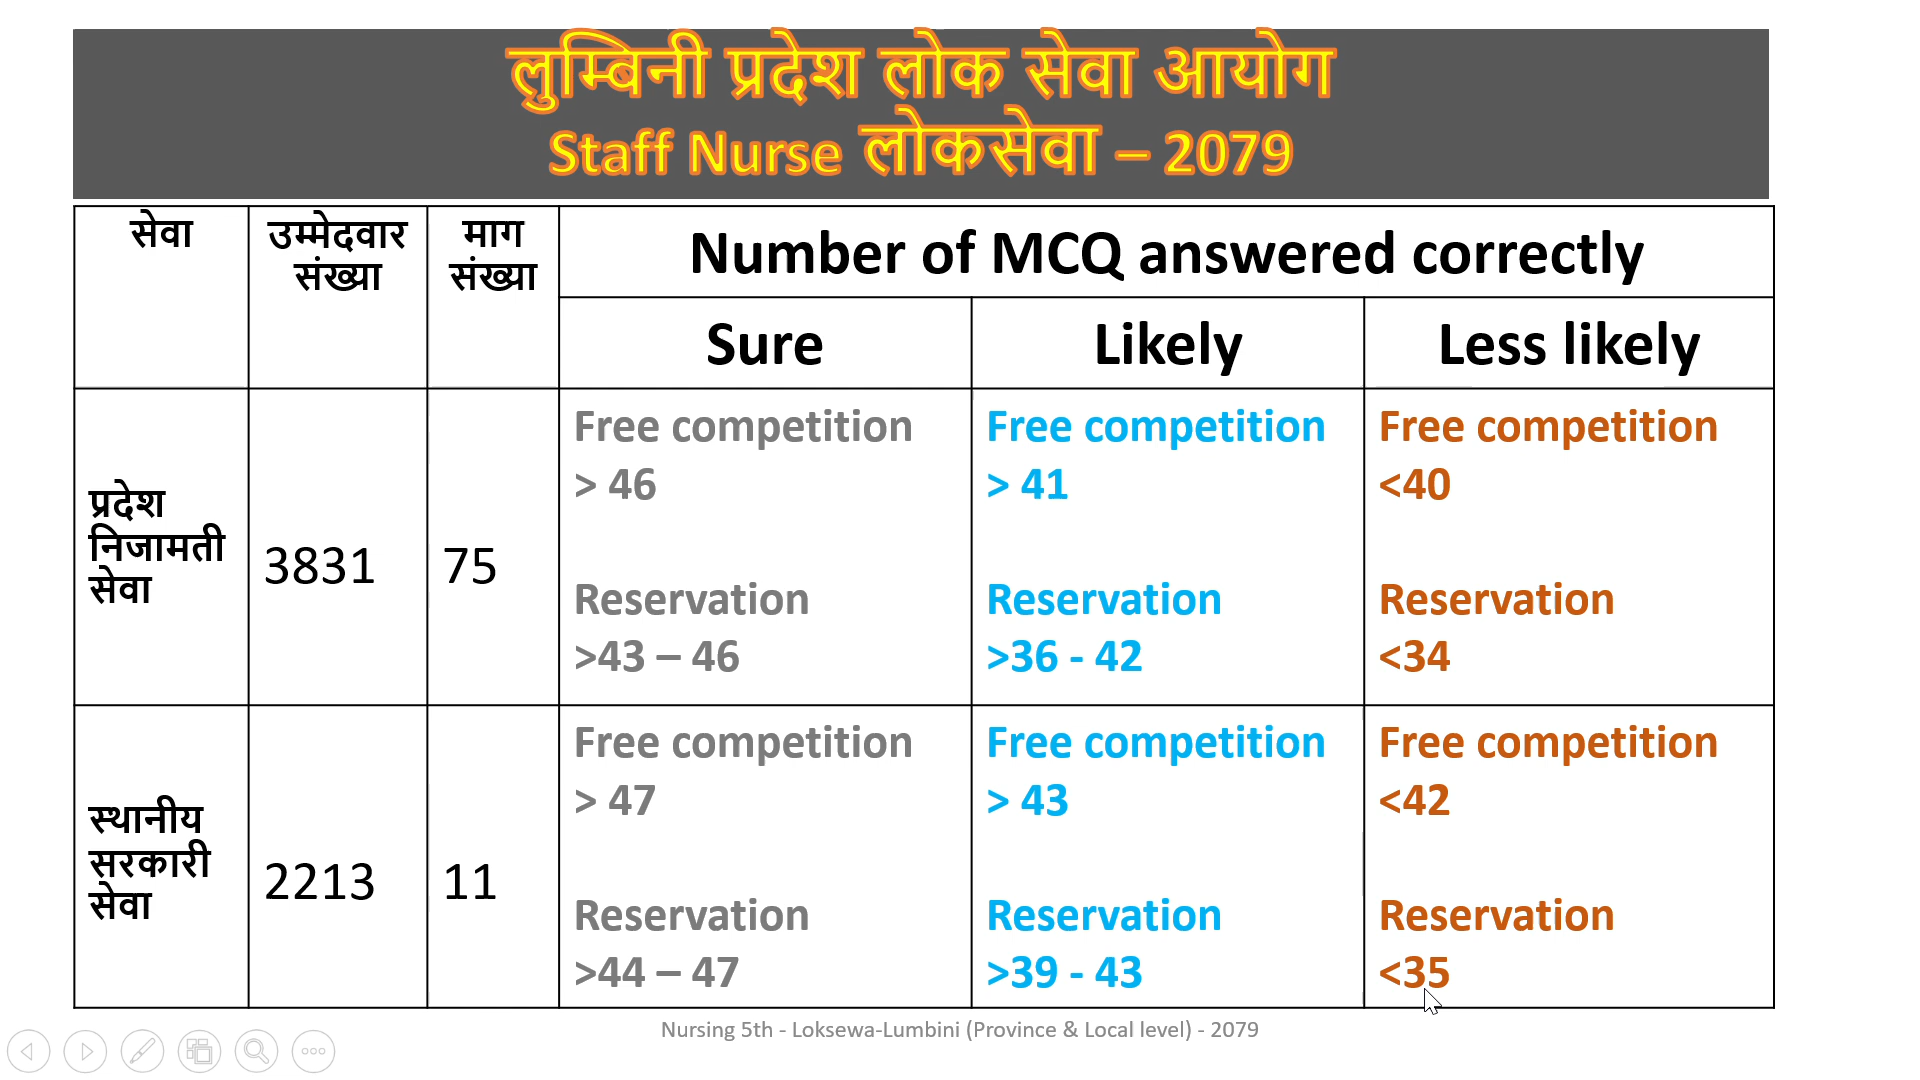 लुम्बिनी प्रदेश लोक सेवा आयोग
Staff Nurse लोकसेवा – 2079
सेवा
उम्मेदवार
संख्या
माग
संख्या
Number of MCQ answered correctly
Sure
Likely
Less likely
प्रदेश
निजामती
सेवा
3831
75
Free competition
> 46
Reservation
>43 – 46
Free competition
> 41
Reservation
>36 - 42
Free competition
<40
Reservation
<34
स्थानीय
सरकारी
सेवा
2213
11
Free competition
> 47
Reservation
>44 – 47
Free competition
> 43
Reservation
>39 - 43
Free competition
<42
Reservation
<35
Nursing 5th - Loksewa-Lumbini (Province & Local level) - 2079